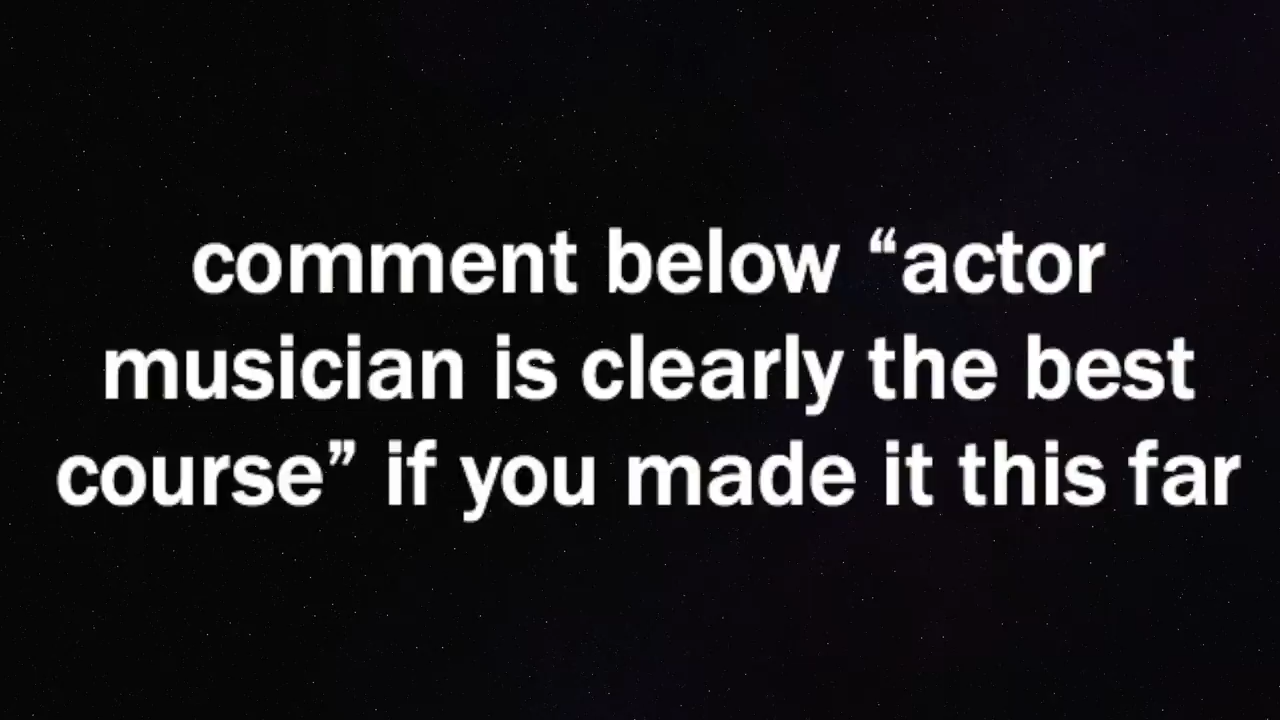 comment below “actor
musician is clearly the best
course” if you made it this far